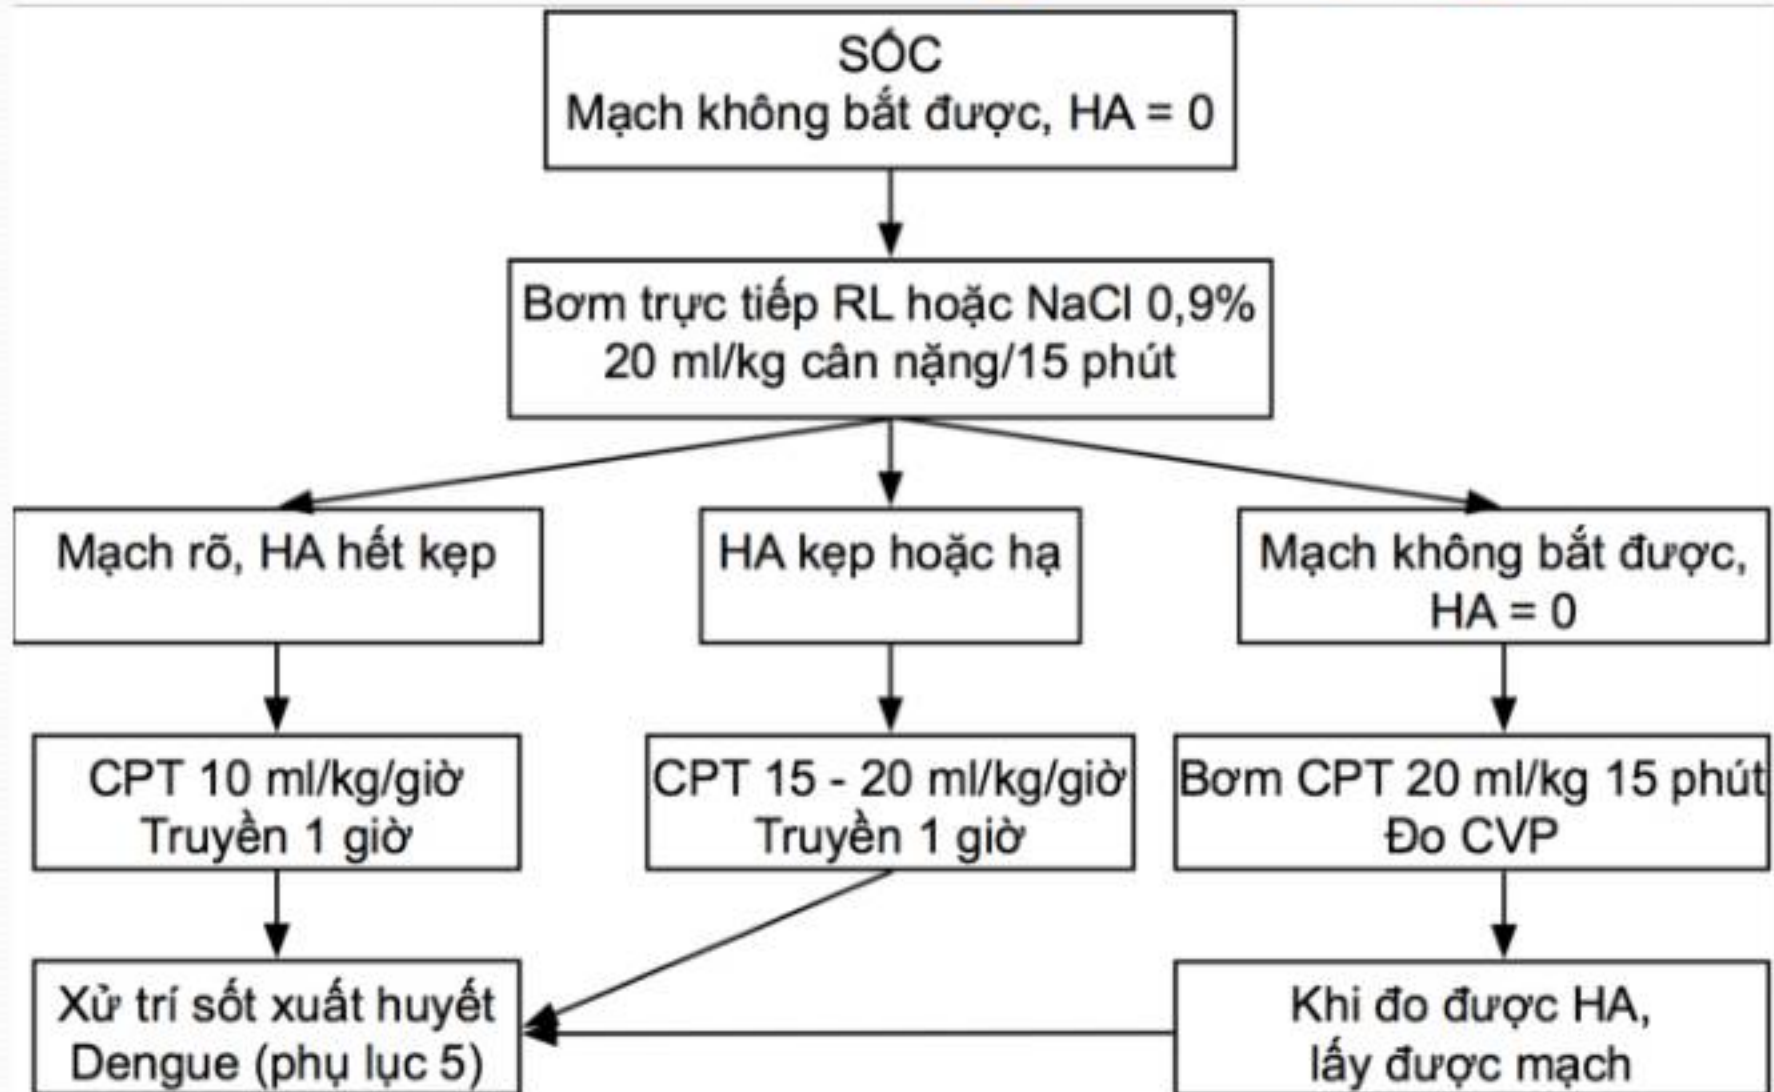 SỐC
Mạch không bắt được, HA = 0
Bơm trực tiếp RL hoặc NaCl 0,9%
20 ml/kg cân nặng/15 phút
Mạch rõ, HA hết kẹp
HA kẹp hoặc hạ
Mạch không bắt được,
HA = 0
CPT 10 ml/kg/giờ
Truyền 1 giờ
CPT 15 - 20 ml/kg/giờ
Truyền 1 giờ
Bơm CPT 20 ml/kg 15 phút
Đo CVP
Xử trí sốt xuất huyết
Dengue (phụ lục 5)
Khi đo được HA,
lấy được mạch